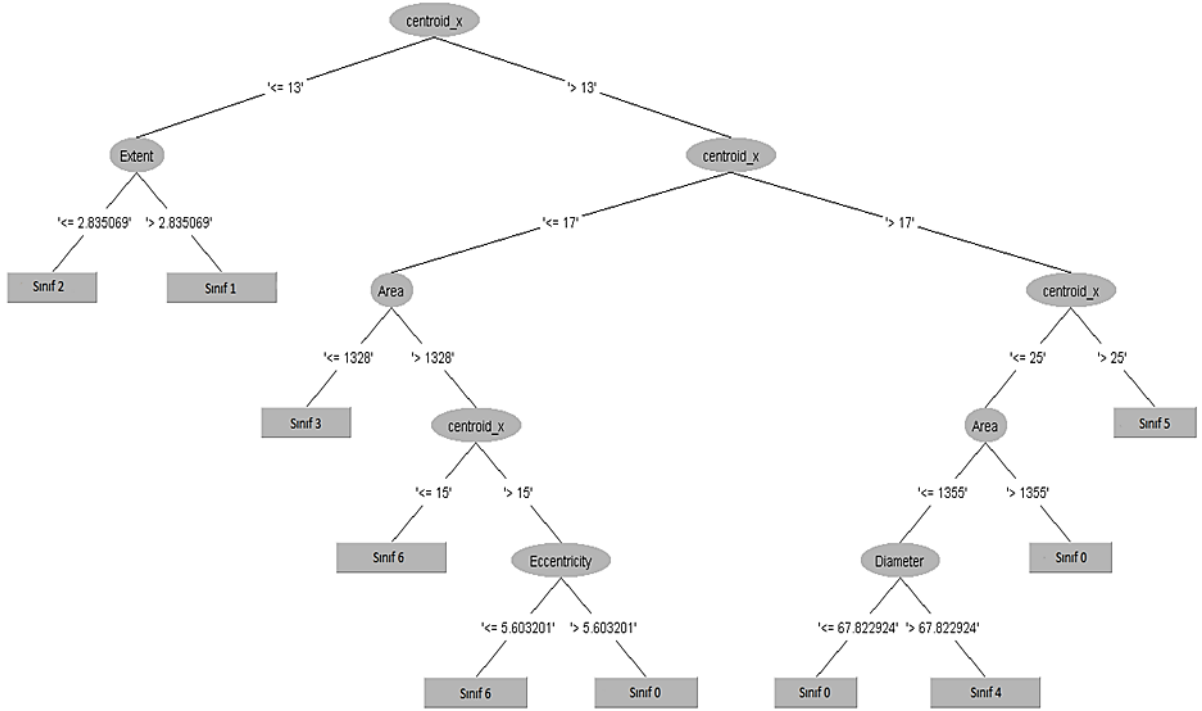 centroid_x
'<= 13' '> 13'
Extent centroid_x
'<= 2.835069' '> 2.835069' '<= 17' '> 17'
Sınıf 2 Sınıf 1 Area centroid_x
'<= 1328' '> 1328' '<= 25' '> 25'
Sınıf 3 centroid_x Area Sınıf 5
'<= 15' '> 15' '<= 1355' '> 1355'
Sınıf 6 Eccentricity Diameter Sınıf 0
'<= 5.603201' '> 5.603201' '<= 67.822924' '> 67.822924'
Sınıf 6 Sınıf 0 Sınıf 0 Sınıf 4